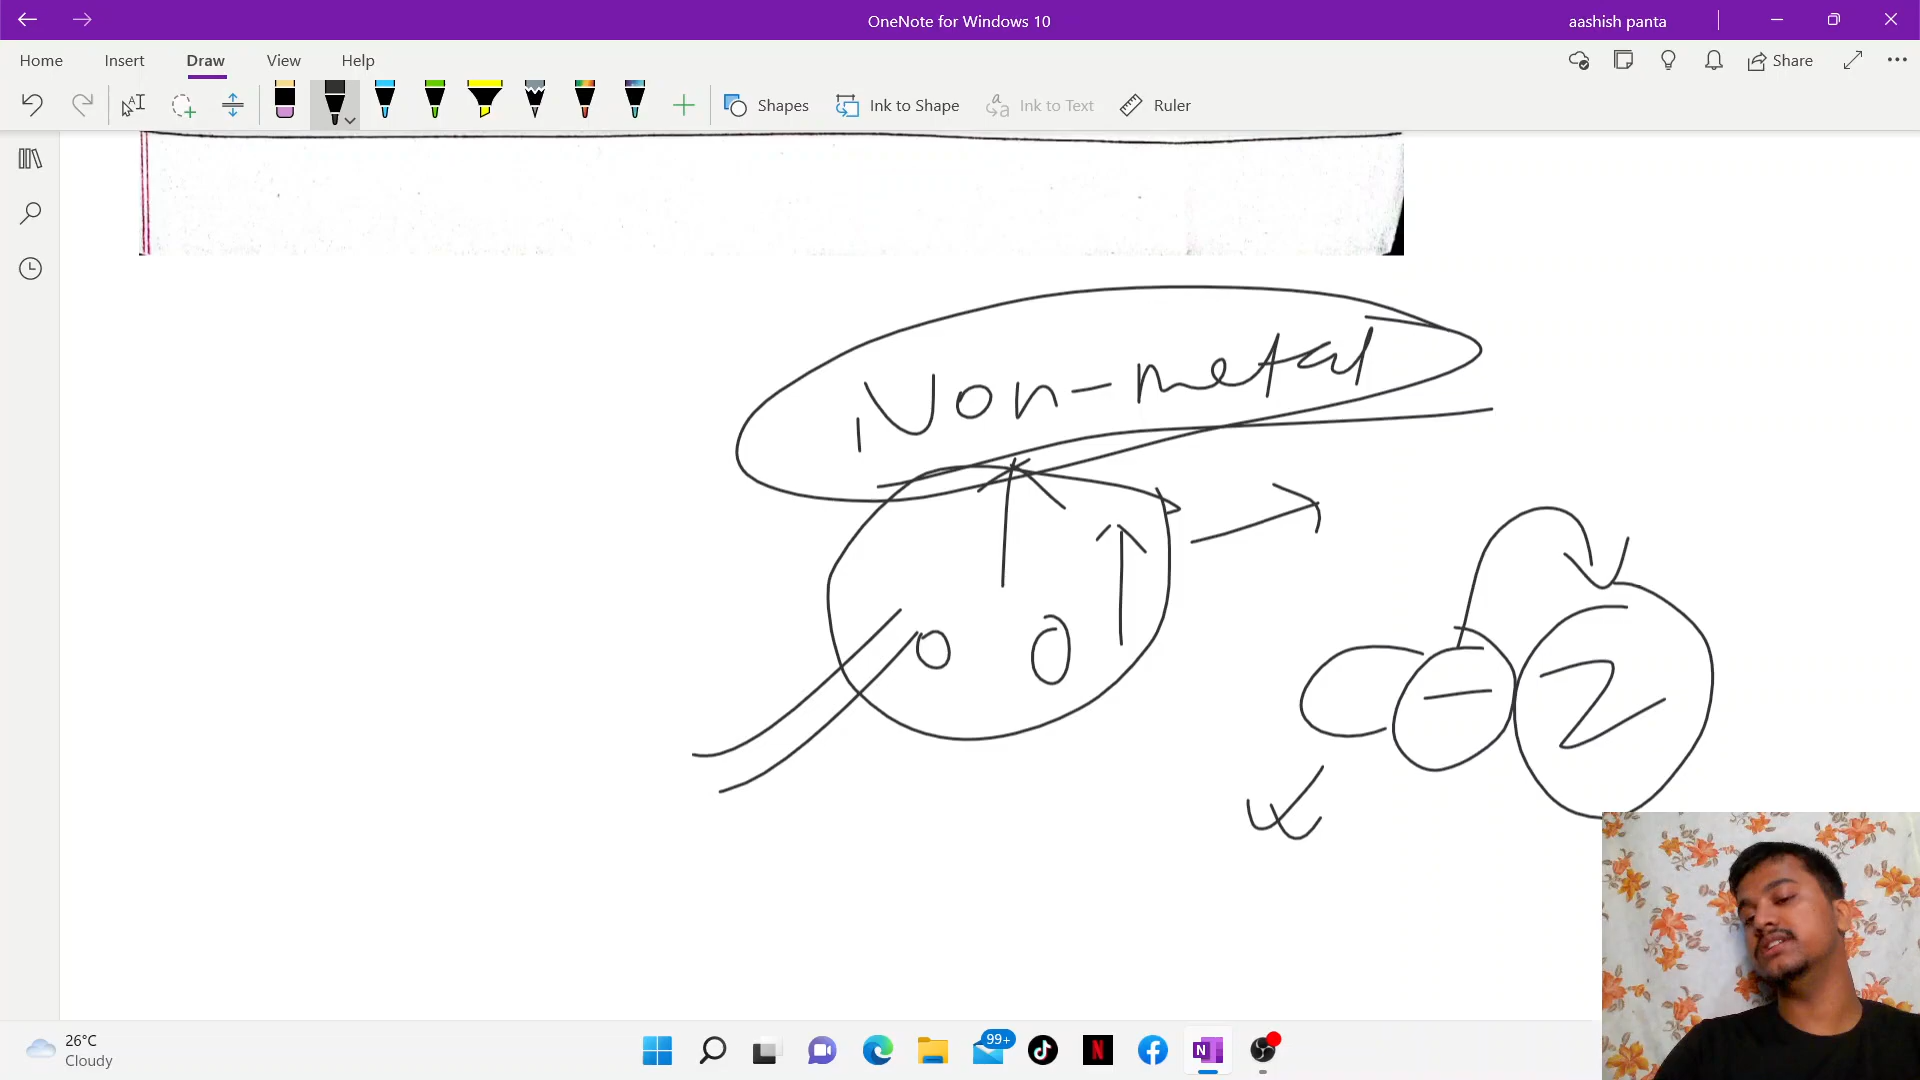 OneNote for Windows 10
aashish panta
Home Insert Draw View Help
Share
Shapes
Ink to Shape
Ink to Text
Ruler
Non-metal
2
26°C
Cloudy
99+